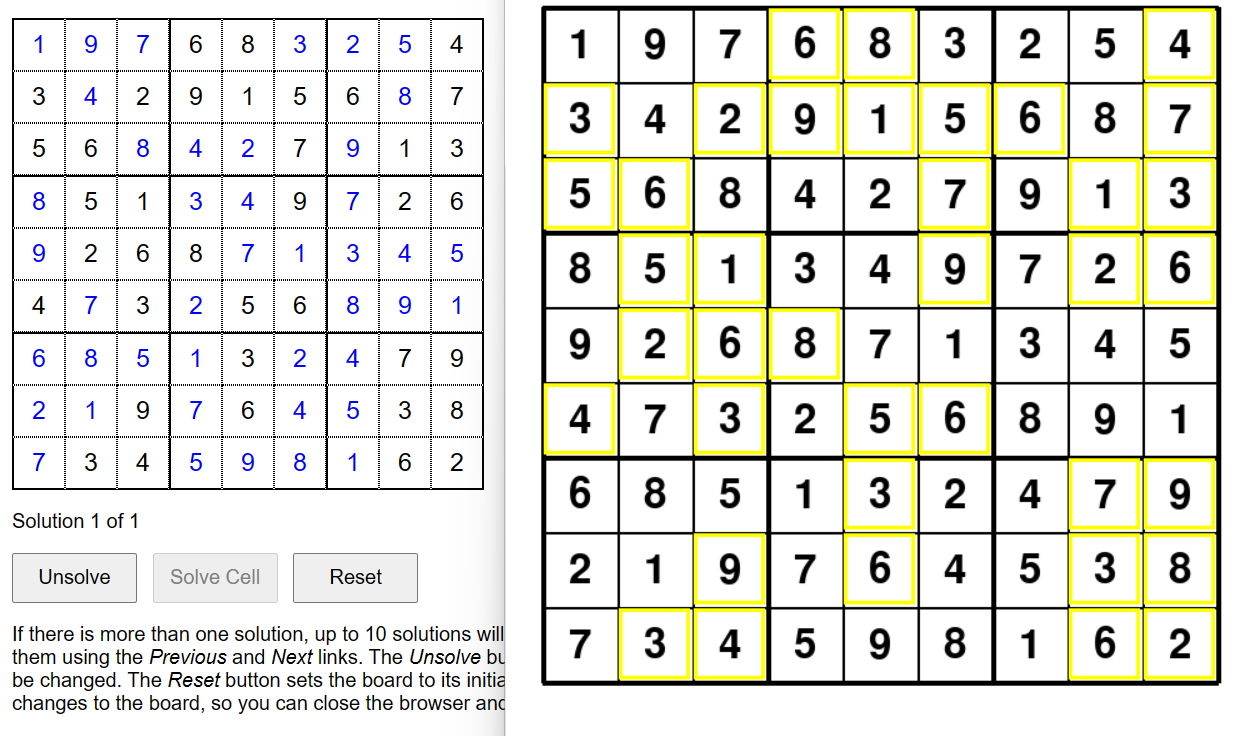 1 9 7 6 8 3 2 5 4
3 4 2 9 1 5 6 8 7
5 6 8 4 2 7 9 1 3
8 5 1 3 4 9 7 2 6
9 2 6 8 7 1 3 4 5
4 7 3 2 5 6 8 9 1
6 8 5 1 3 2 4 7 9
2 1 9 7 6 4 5 3 8
7 3 4 5 9 8 1 6 2
Solution 1 of 1
Unsolve Solve Cell Reset
If there is more than one solution, up to 10 solutions will
them using the Previous and Next links. The Unsolve bu
be changed. The Reset button sets the board to its initia
changes to the board, so you can close the browser and
1 9 7 6 8 3 2 5 4
3 4 2 9 1 5 6 8 7
5 6 8 4 2 7 9 1 3
8 5 1 3 4 9 7 2 6
9 2 6 8 7 1 3 4 5
4 7 3 2 5 6 8 9 1
6 8 5 1 3 2 4 7 9
2 1 9 7 6 4 5 3 8
7 3 4 5 9 8 1 6 2